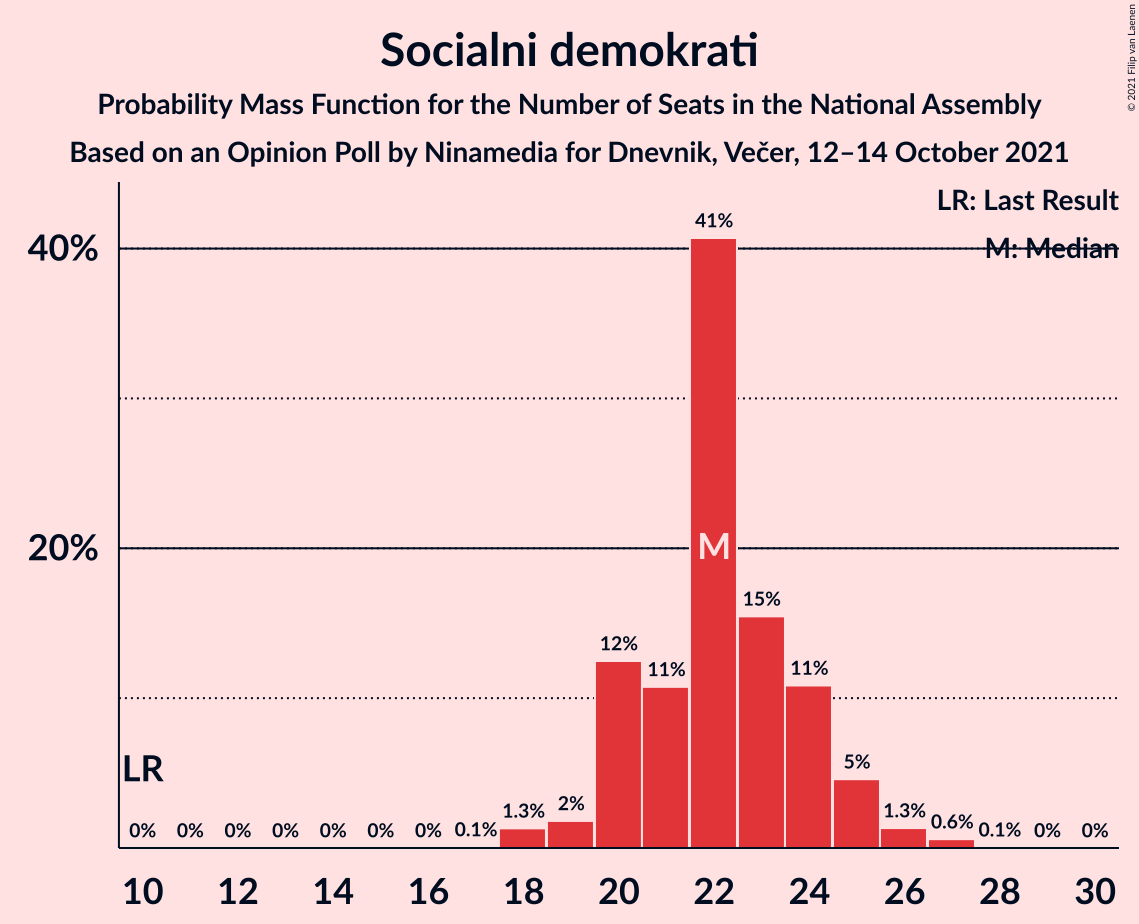 © 2021 Filip van Laenen
Socialni demokrati
Probability Mass Function for the Number of Seats in the National Assembly
Based on an Opinion Poll by Ninamedia for Dnevnik, Večer, 12–14 October 2021
LR: Last Result
M: Median
40%
20%
41%
M
15%
12%
11%
11%
5%
LR
0% 0% 0% 0% 0% 0% 0% 0.1% 1.3% 2% 1.3% 0.6% 0.1% 0% 0%
10 12 14 16 18 20 22 24 26 28 30